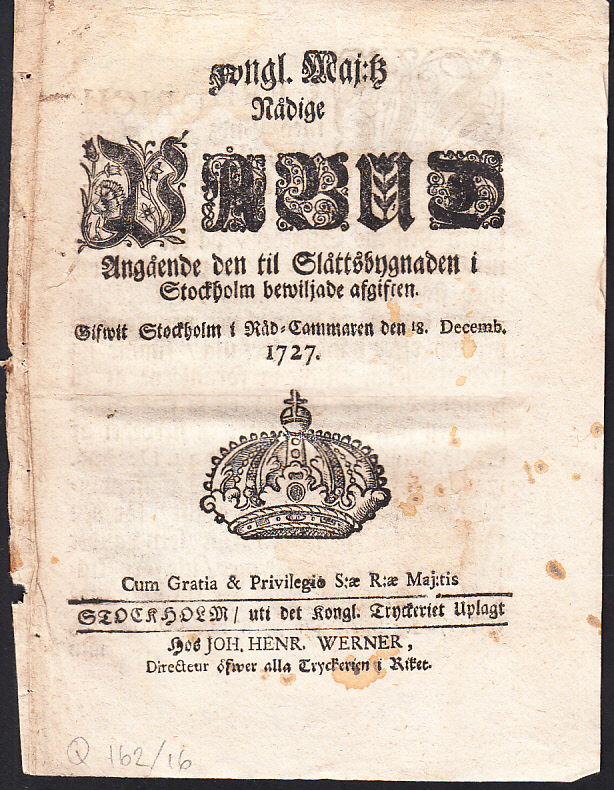 Kongl. Maj:tz
Nådige
PÅBUD
Angående den til Slåttsbygnaden i
Stockholm bewiljade afgiften.
Gifwit Stockholm i Råd-Cammaren den 18. Decemb.
1727.
Cum Gratia & Privilegio S:æ R:æ Maj:tis
STOCKHOLM/ uti det Kongl. Tryckeriet Uplagt
Hos JOH. HENR. WERNER,
Directeur öfwer alla Tryckerien i Riket.
Q 162/16